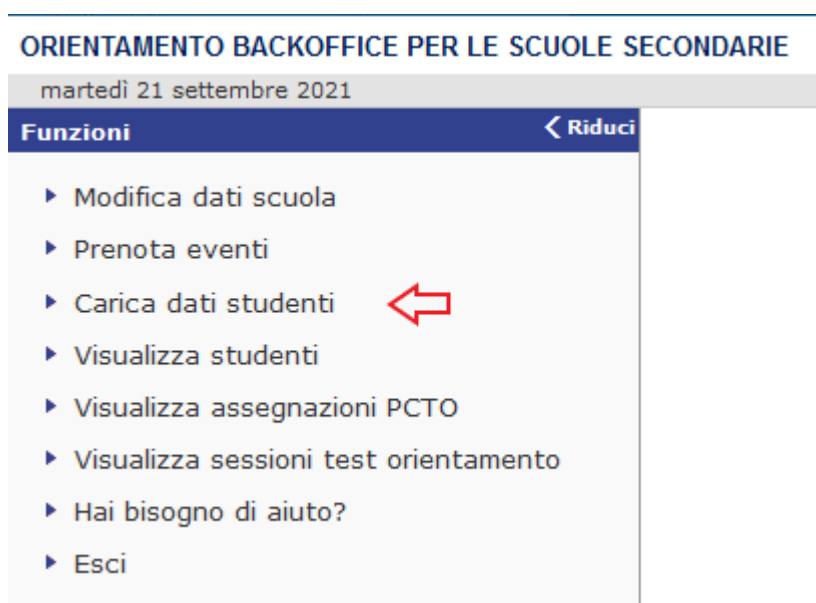 ORIENTAMENTO BACKOFFICE PER LE SCUOLE SECONDARIE
martedì 21 settembre 2021
Funzioni
Riduci
Modifica dati scuola
Prenota eventi
Carica dati studenti
Visualizza studenti
Visualizza assegnazioni PCTO
Visualizza sessioni test orientamento
Hai bisogno di aiuto?
Esci